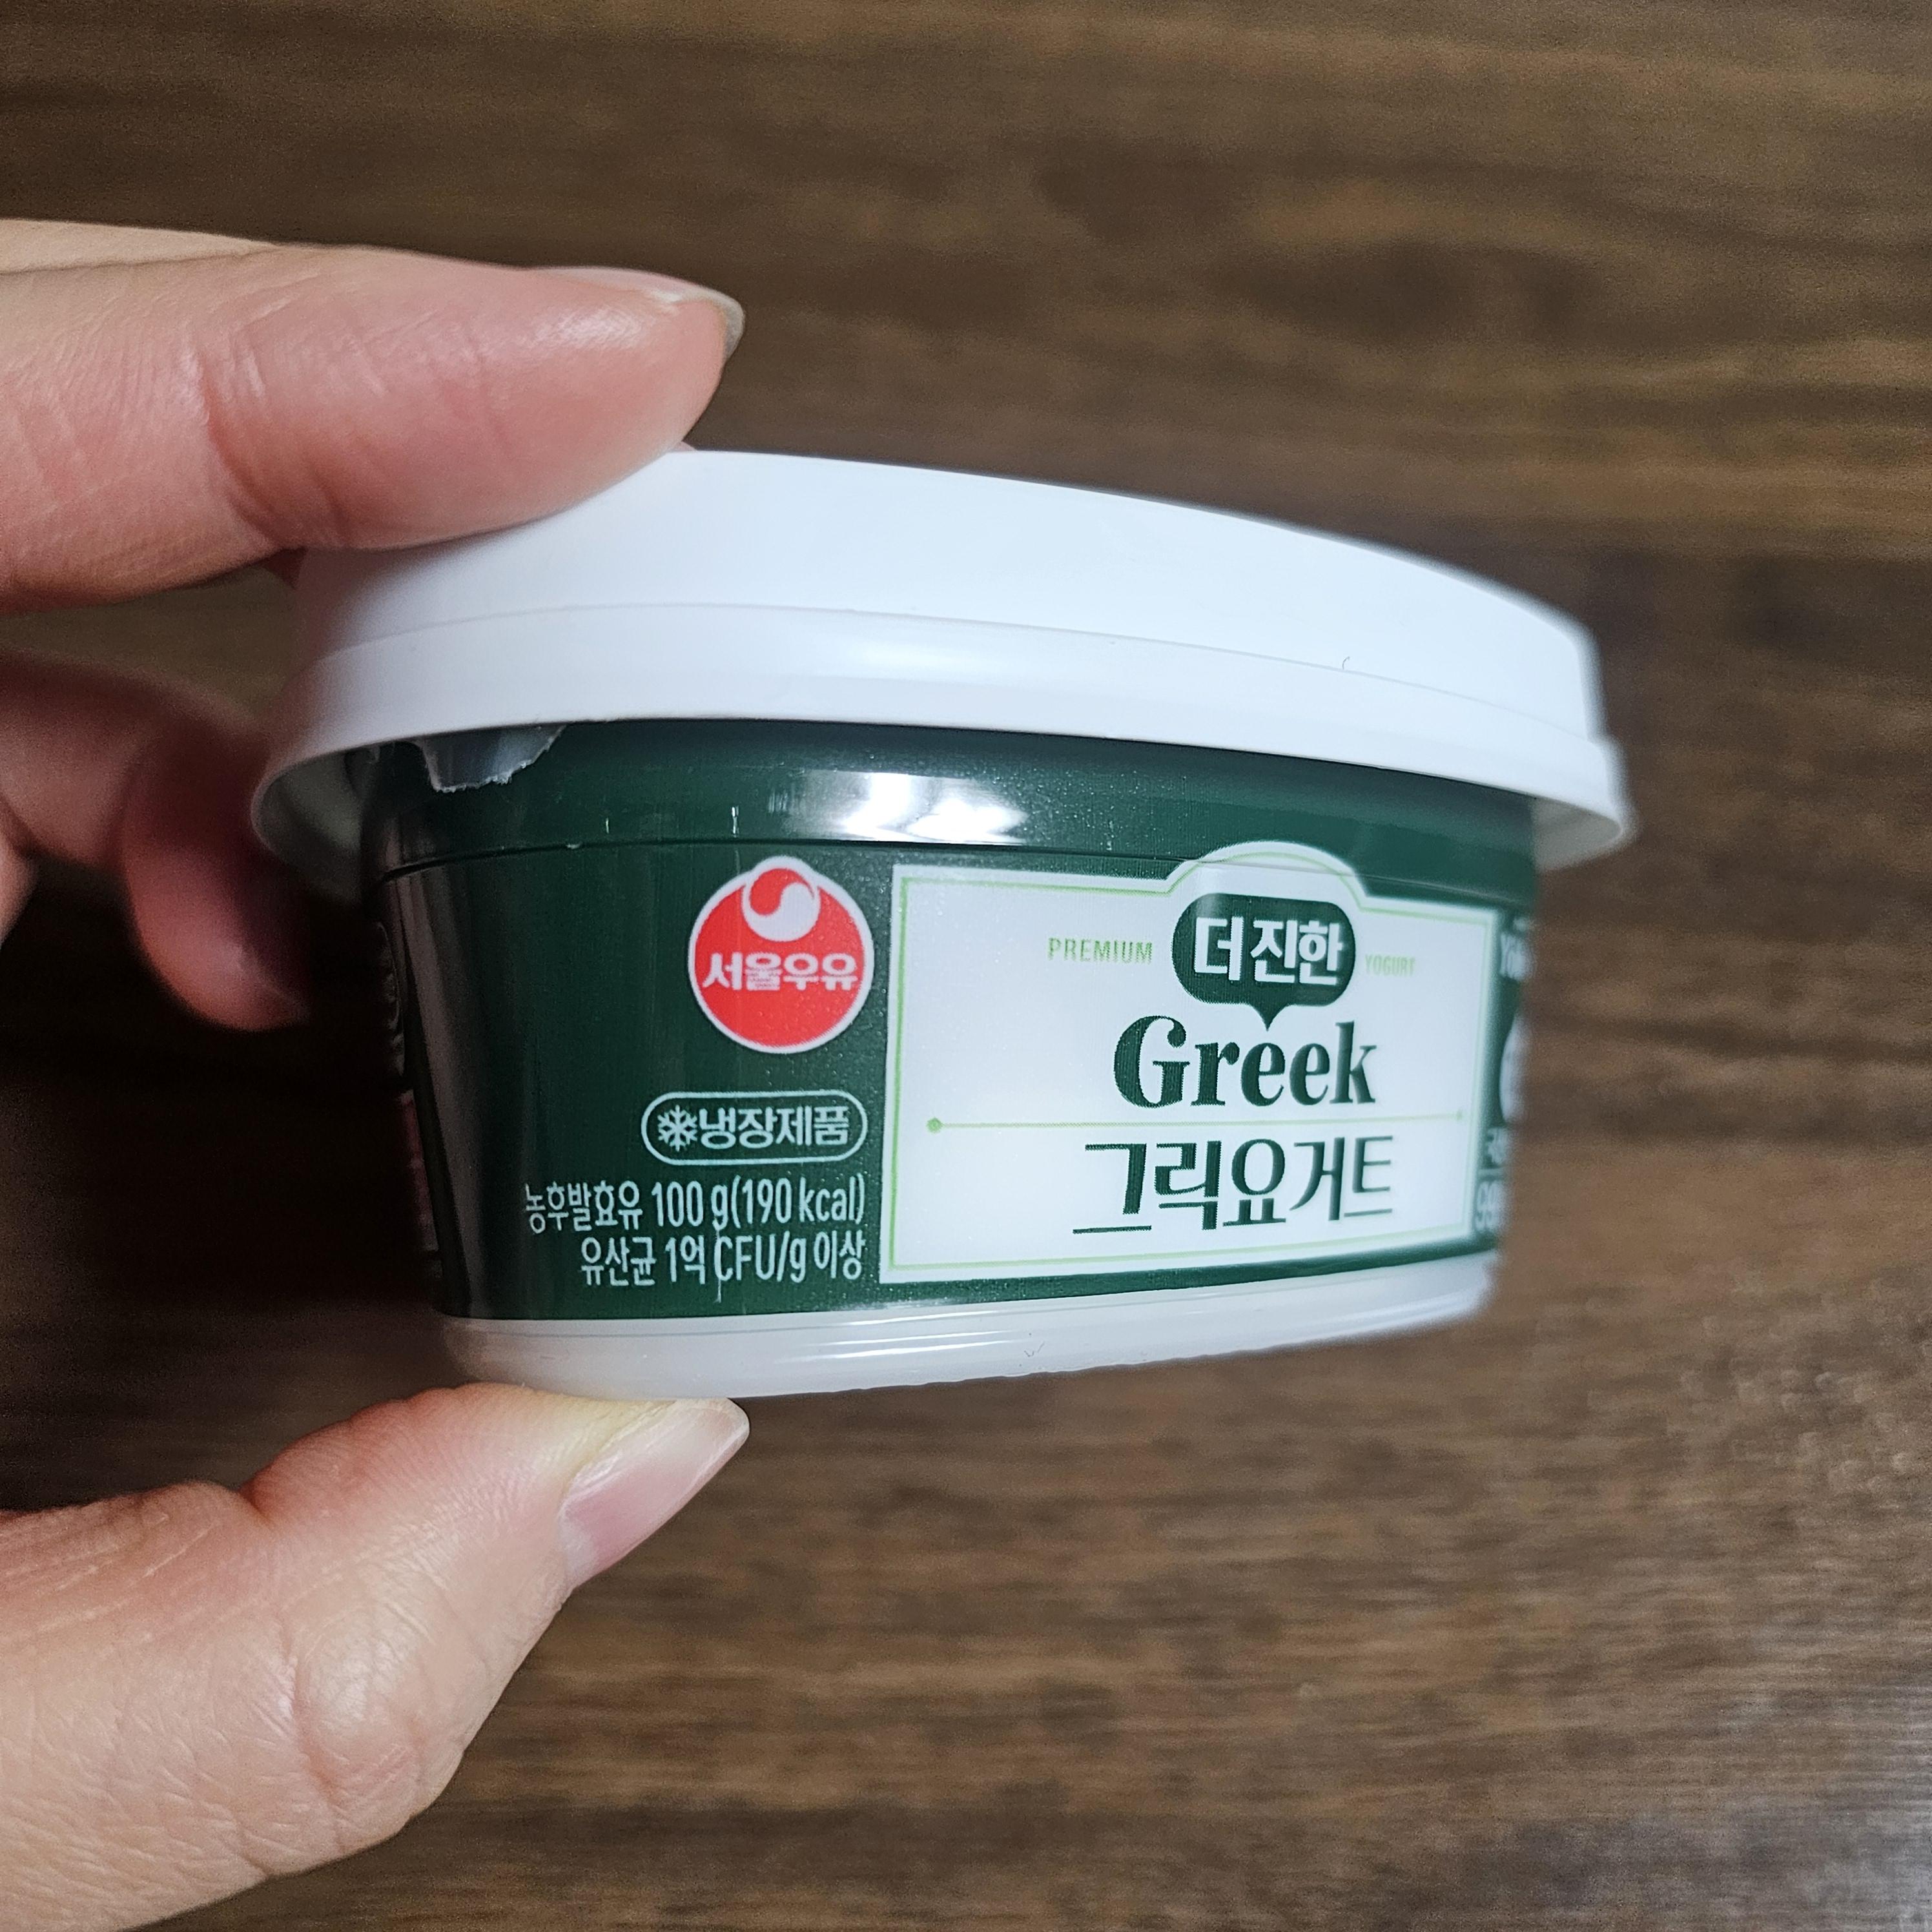 서울우유
냉장제품
농후발효유 100 g(190 kcal)
유산균 1억 CFU/g 이상
PREMIUM 더 진한 YOGURT
Greek
그릭요거트